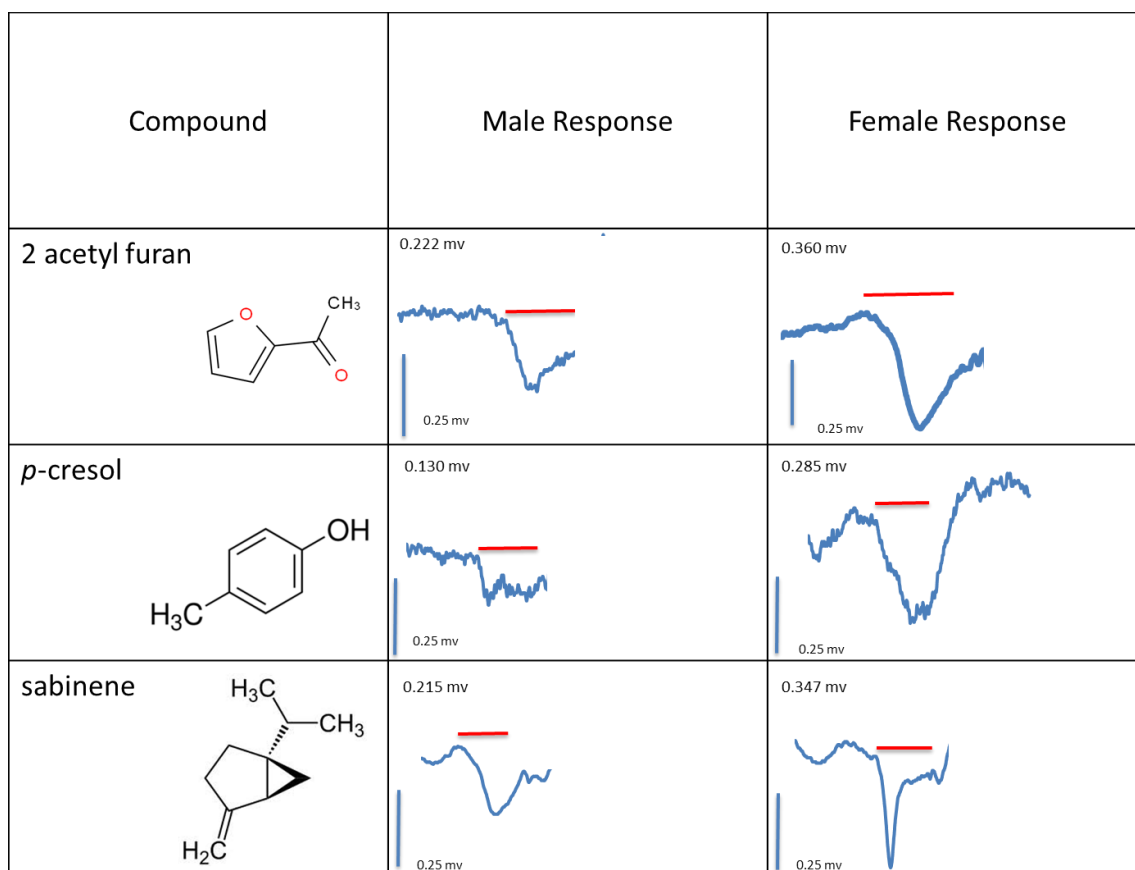 Compound
Male Response
Female Response
2 acetyl furan
O
CH₃
O
0.222 mv
0.25 mv
0.360 mv
0.25 mv
p-cresol
OH
H₃C
0.130 mv
0.25 mv
0.285 mv
0.25 mv
sabinene
H₃C
CH₃
H₂C
0.215 mv
0.25 mv
0.347 mv
0.25 mv